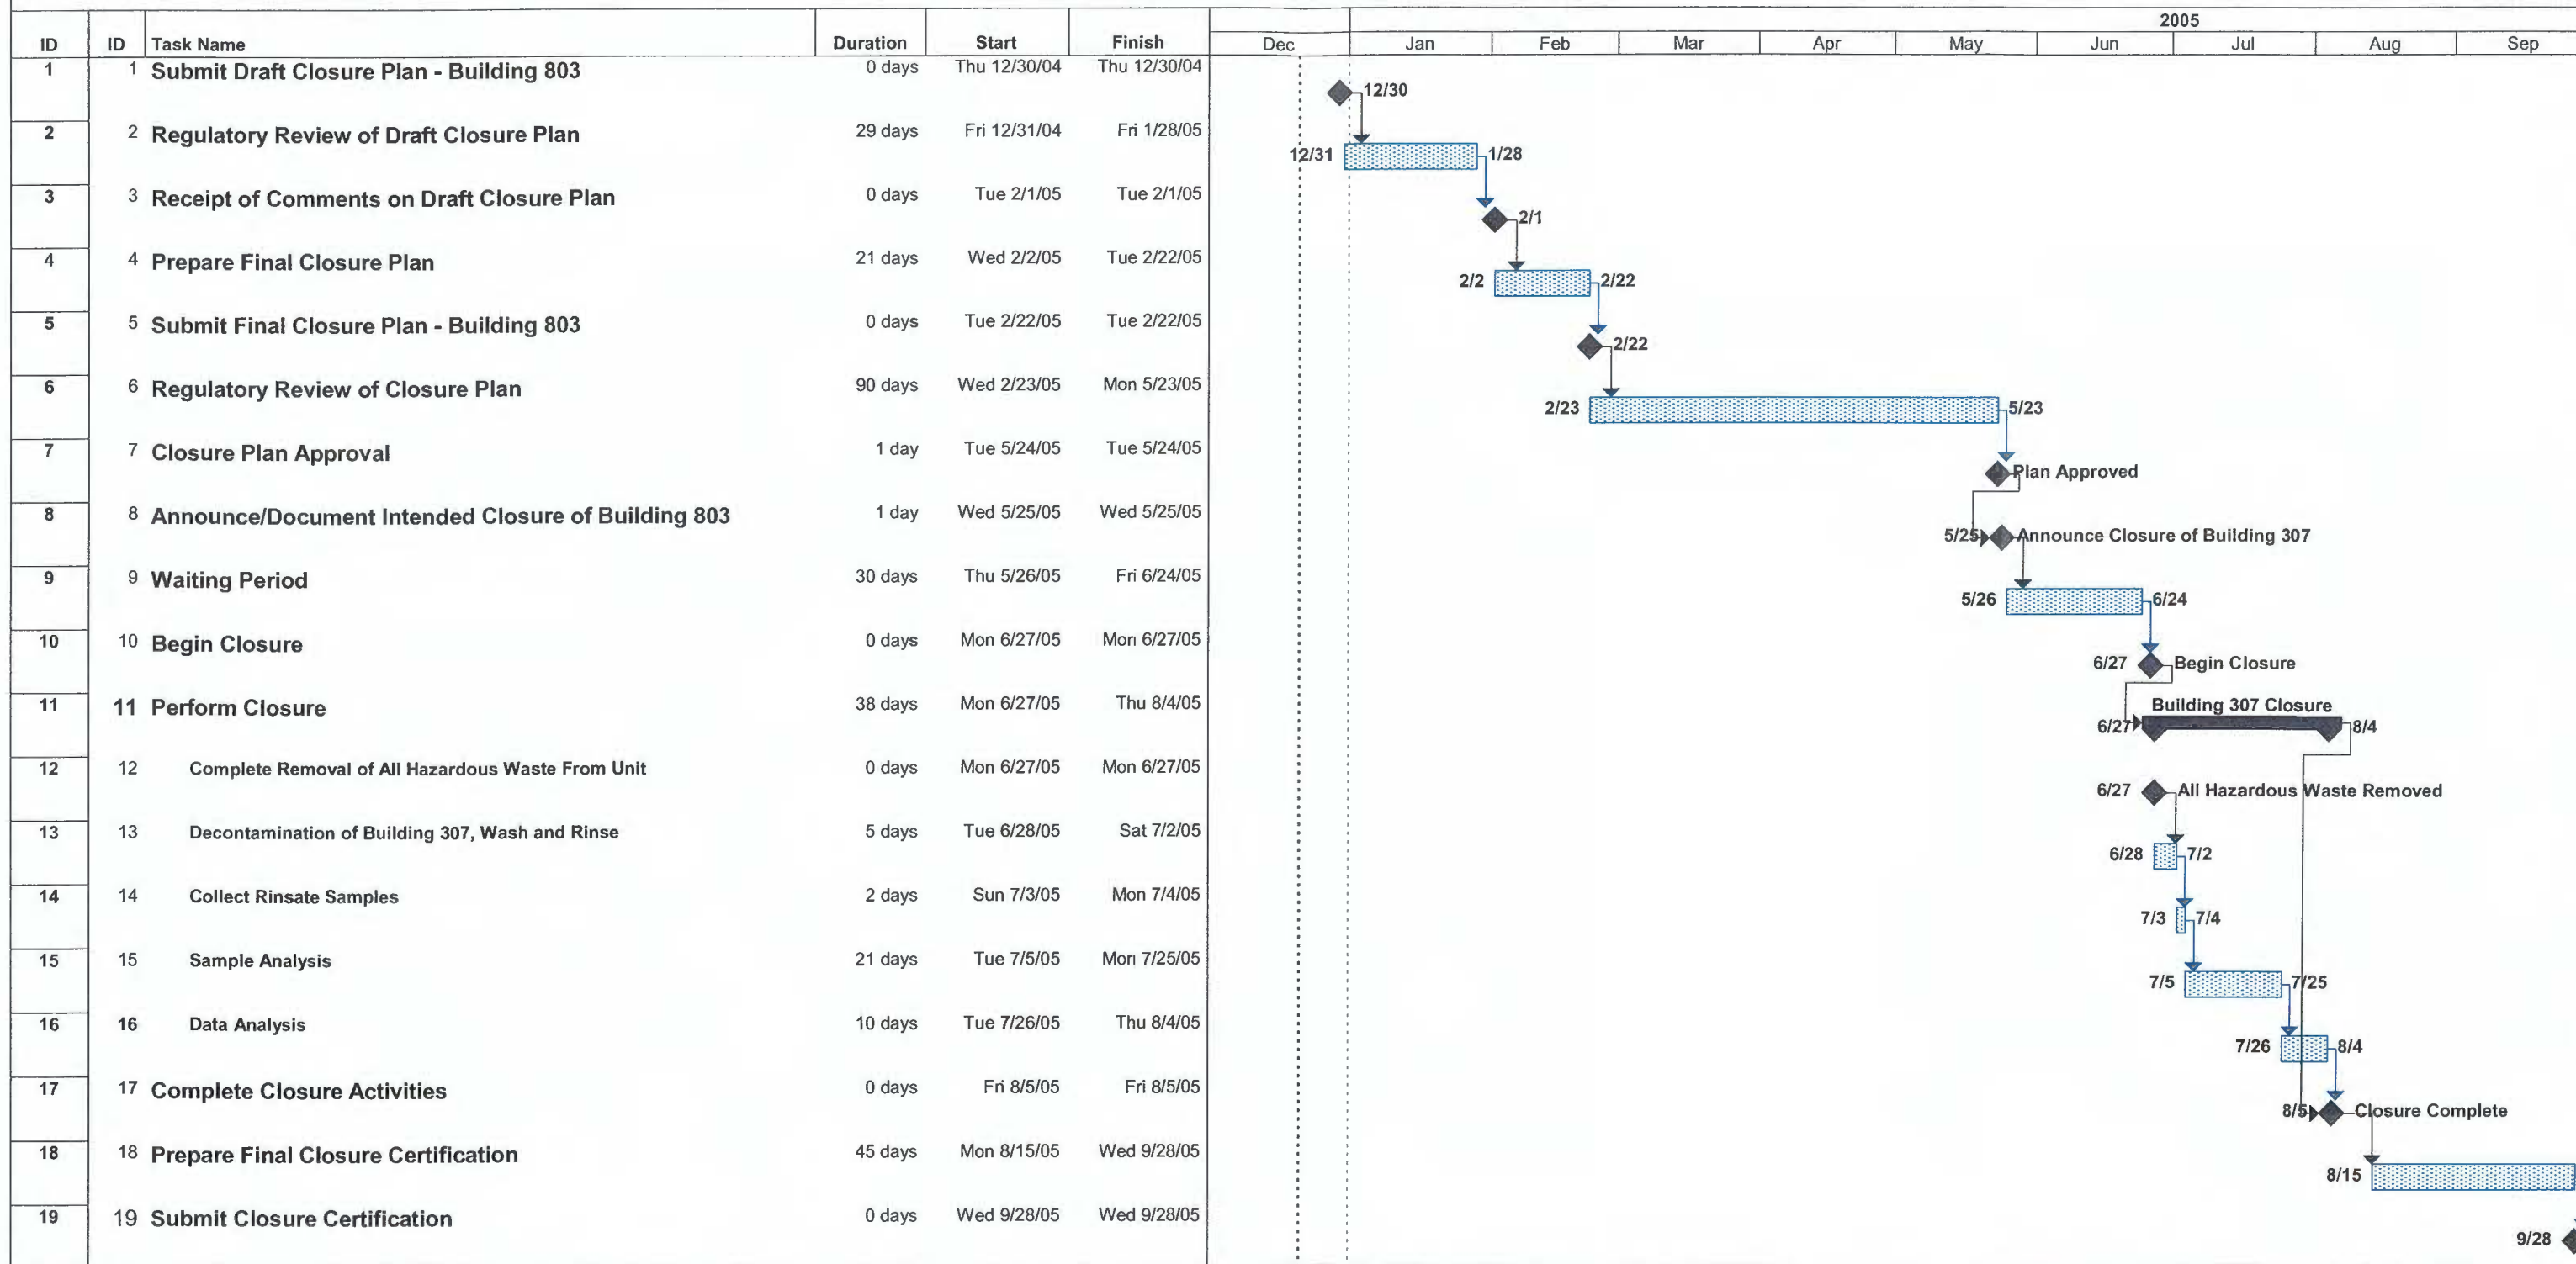 2005
ID ID Task Name Duration Start Finish Dec Jan Feb Mar Apr May Jun Jul Aug Sep
1 1 Submit Draft Closure Plan - Building 803 0 days Thu 12/30/04 Thu 12/30/04
12/30
2 2 Regulatory Review of Draft Closure Plan 29 days Fri 12/31/04 Fri 1/28/05
12/31 1/28
3 3 Receipt of Comments on Draft Closure Plan 0 days Tue 2/1/05 Tue 2/1/05
2/1
4 4 Prepare Final Closure Plan 21 days Wed 2/2/05 Tue 2/22/05
2/2 2/22
5 5 Submit Final Closure Plan - Building 803 0 days Tue 2/22/05 Tue 2/22/05
2/22
6 6 Regulatory Review of Closure Plan 90 days Wed 2/23/05 Mon 5/23/05
2/23 5/23
7 7 Closure Plan Approval 1 day Tue 5/24/05 Tue 5/24/05
Plan Approved
8 8 Announce/Document Intended Closure of Building 803 1 day Wed 5/25/05 Wed 5/25/05
5/25 Announce Closure of Building 307
9 9 Waiting Period 30 days Thu 5/26/05 Fri 6/24/05
5/26 6/24
10 10 Begin Closure 0 days Mon 6/27/05 Mon 6/27/05
6/27 Begin Closure
11 11 Perform Closure 38 days Mon 6/27/05 Thu 8/4/05
Building 307 Closure
6/27 8/4
12 12 Complete Removal of All Hazardous Waste From Unit 0 days Mon 6/27/05 Mon 6/27/05
6/27 All Hazardous Waste Removed
13 13 Decontamination of Building 307, Wash and Rinse 5 days Tue 6/28/05 Sat 7/2/05
6/28 7/2
14 14 Collect Rinsate Samples 2 days Sun 7/3/05 Mon 7/4/05
7/3 7/4
15 15 Sample Analysis 21 days Tue 7/5/05 Mon 7/25/05
7/5 7/25
16 16 Data Analysis 10 days Tue 7/26/05 Thu 8/4/05
7/26 8/4
17 17 Complete Closure Activities 0 days Fri 8/5/05 Fri 8/5/05
8/5 Closure Complete
18 18 Prepare Final Closure Certification 45 days Mon 8/15/05 Wed 9/28/05
8/15
19 19 Submit Closure Certification 0 days Wed 9/28/05 Wed 9/28/05
9/28